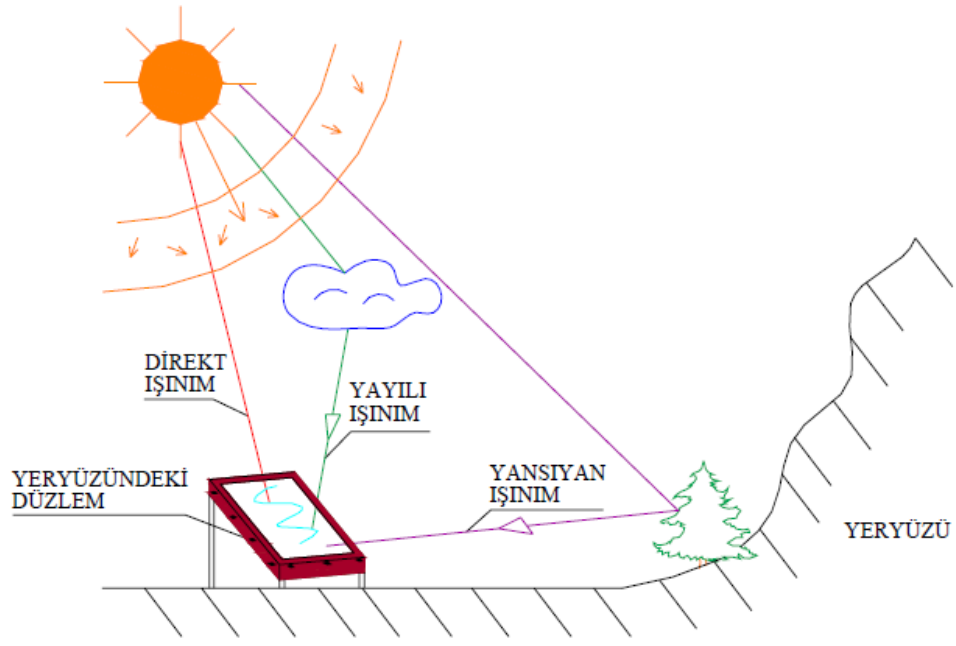 DİREKT
IŞINIM
YAYILI
IŞINIM
YERYÜZÜNDEKİ
DÜZLEM
YANSIYAN
IŞINIM
YERYÜZÜ